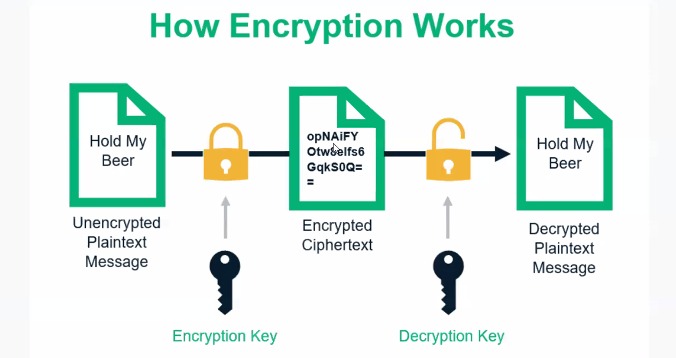 How Encryption Works
Hold My
Beer
opNAiFY
GqkS0Q=
=
Hold My
Beer
Unencrypted
Plaintext
Message
Encrypted
Ciphertext
Decrypted
Plaintext
Message
Encryption Key
Decryption Key